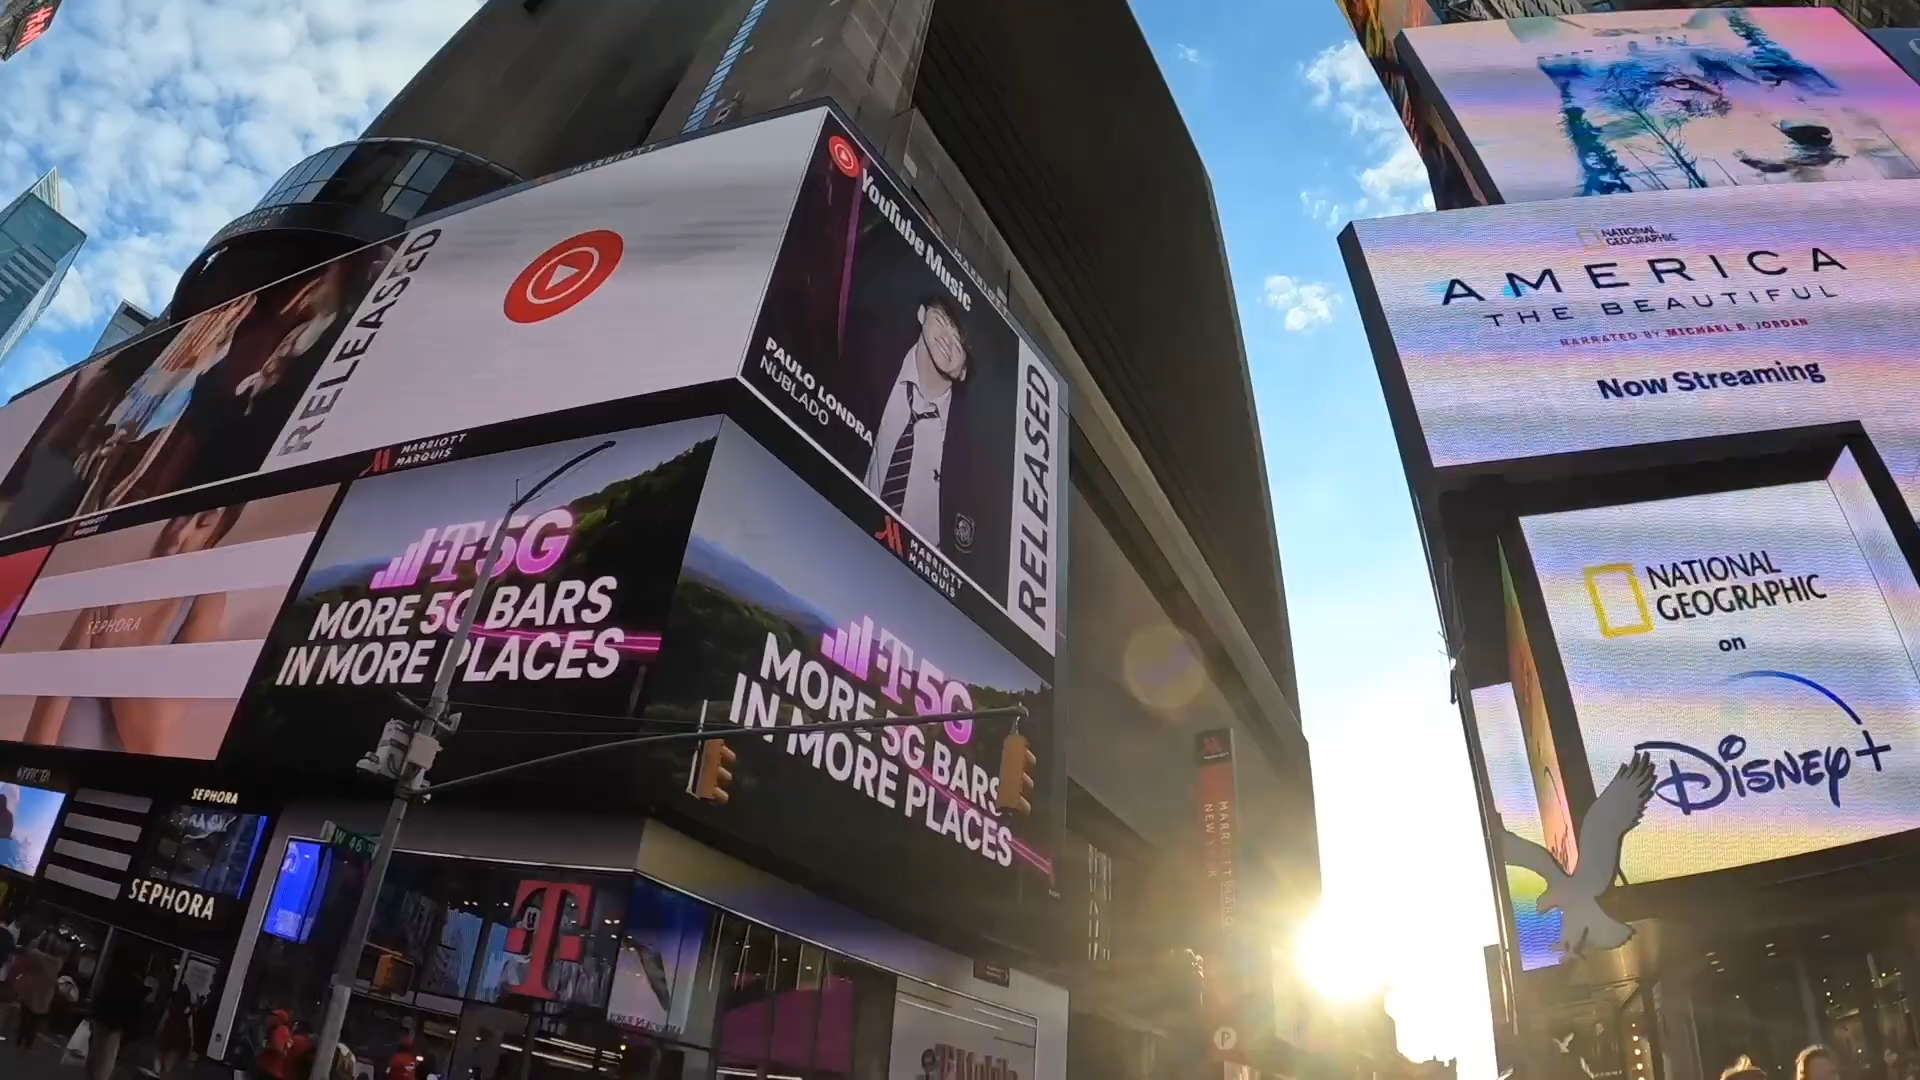 MARRIOTT
MARQUIS
RELEASED
YouTube Music
PAULO LONDRA
NUBLADO
RELEASED
MARRIOTT
MARQUIS
MARRIOTT
MARQUIS
T 5G
MORE 5G BARS
IN MORE PLACES
T 5G
MORE 5G BARS
IN MORE PLACES
SEPHORA
SEPHORA
SEPHORA
W 46
T
P
NATIONAL
GEOGRAPHIC
AMERICA
THE BEAUTIFUL
NARRATED BY MICHAEL B. JORDAN
Now Streaming
NATIONAL
GEOGRAPHIC
on
Disney+